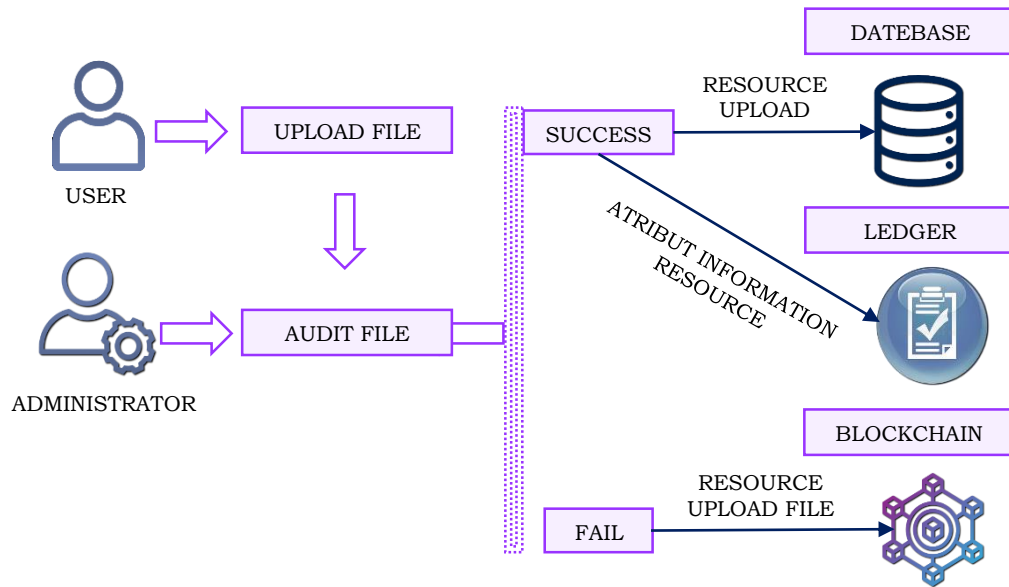 DATEBASE
RESOURCE
UPLOAD
UPLOAD FILE
SUCCESS
USER
ATRIBUT INFORMATION
RESOURCE
LEDGER
AUDIT FILE
ADMINISTRATOR
BLOCKCHAIN
RESOURCE
UPLOAD FILE
FAIL